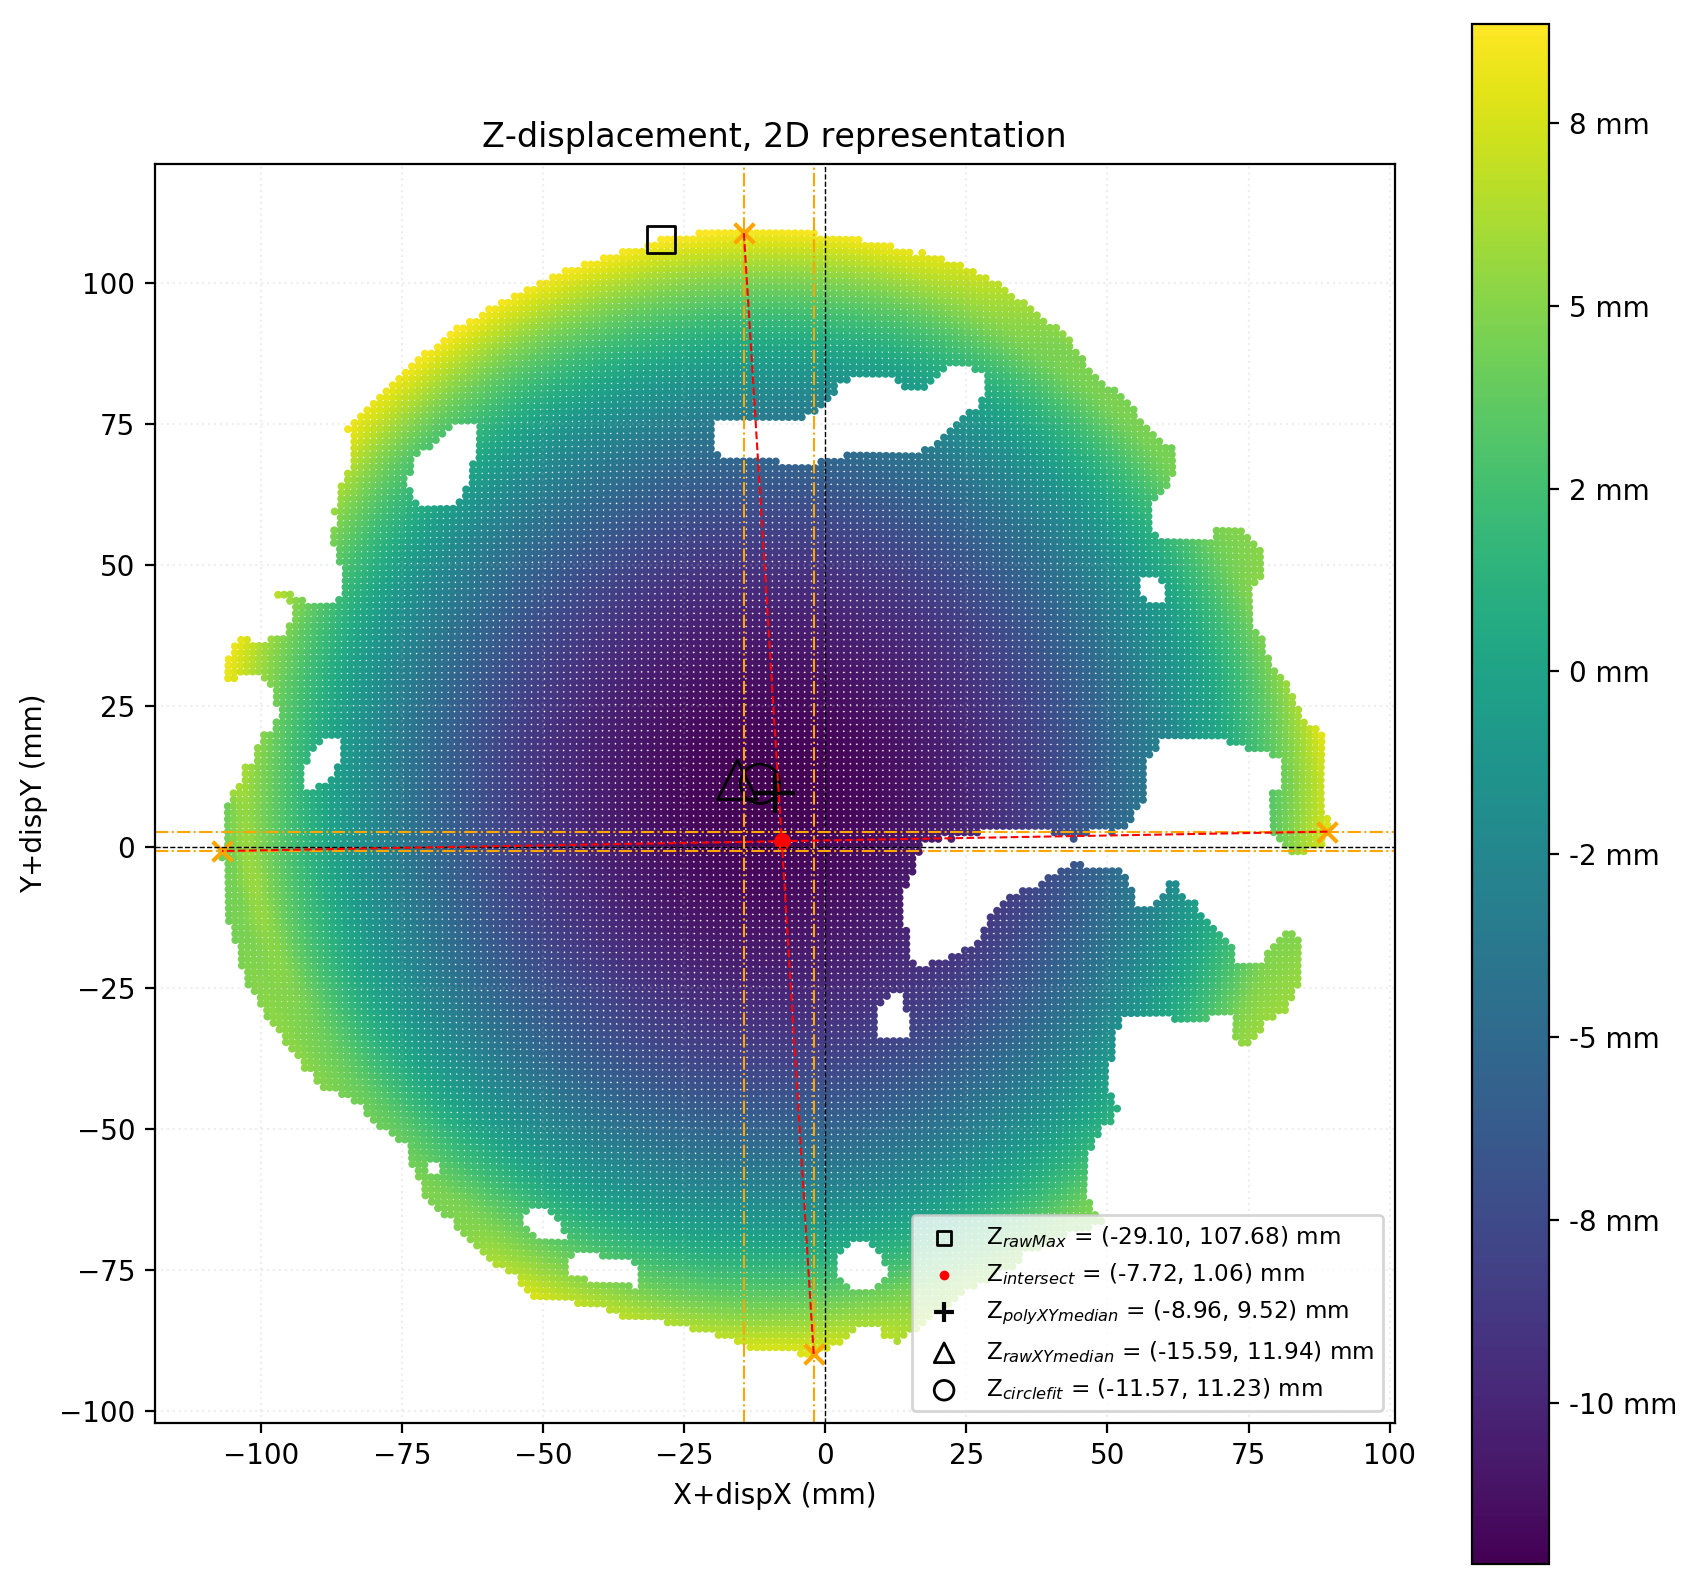 Z-displacement, 2D representation
8 mm
5 mm
2 mm
0 mm
-2 mm
-5 mm
-8 mm
-10 mm
Y+dispY (mm)
100
75
50
25
0
−25
−50
−75
−100
Z_rawMax = (-29.10, 107.68) mm
Z_intersect = (-7.72, 1.06) mm
Z_polyXYmedian = (-8.96, 9.52) mm
Z_rawXYmedian = (-15.59, 11.94) mm
Z_circlefit = (-11.57, 11.23) mm
−100 −75 −50 −25 0 25 50 75 100
X+dispX (mm)